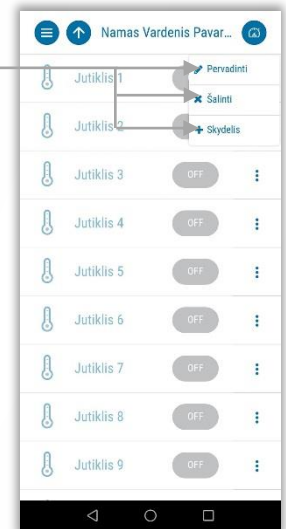 Namas Vardenis Pavar...
Pervadinti
Jutiklis 1
Šalinti
Jutiklis 2
Skydelis
Jutiklis 3 OFF
Jutiklis 4 OFF
Jutiklis 5 OFF
Jutiklis 6 OFF
Jutiklis 7 OFF
Jutiklis 8 OFF
Jutiklis 9 OFF